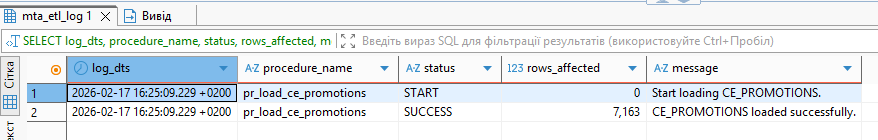 mta_etl_log 1
Вивід
SELECT log_dts, procedure_name, status, rows_affected, m
Введіть вираз SQL для фільтрації результатів (використовуйте Ctrl+Пробіл)
Сітка
log_dts A-Z procedure_name A-Z status 123 rows_affected A-Z message
1 2026-02-17 16:25:09.229 +0200 pr_load_ce_promotions START 0 Start loading CE_PROMOTIONS.
2 2026-02-17 16:25:09.229 +0200 pr_load_ce_promotions SUCCESS 7,163 CE_PROMOTIONS loaded successfully.